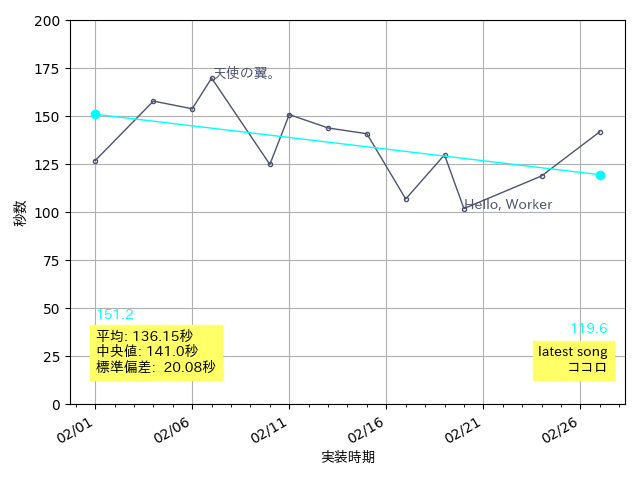 200
175
150
125
100
75
50
25
0
秒数
天使の翼。
Hello, Worker
151.2
平均: 136.15秒
中央値: 141.0秒
標準偏差: 20.08秒
119.6
latest song
ココロ
02/01
02/06
02/11
02/16
02/21
02/26
実装時期